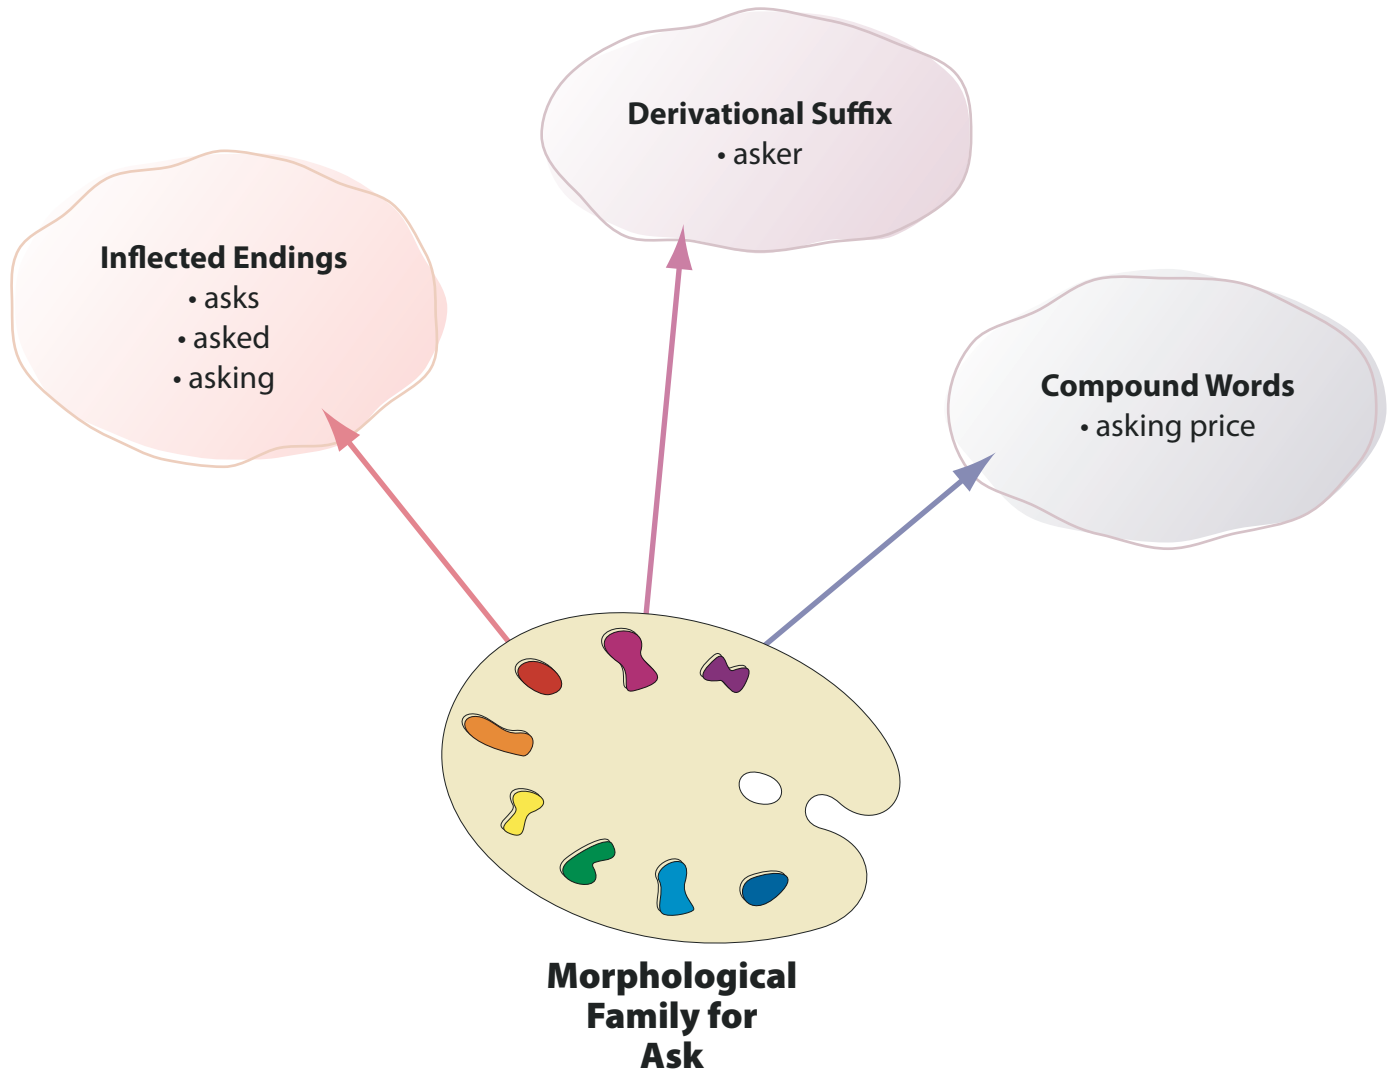 Derivational Suffix
• asker
Inflected Endings
• asks
• asked
• asking
Compound Words
• asking price
Morphological
Family for
Ask